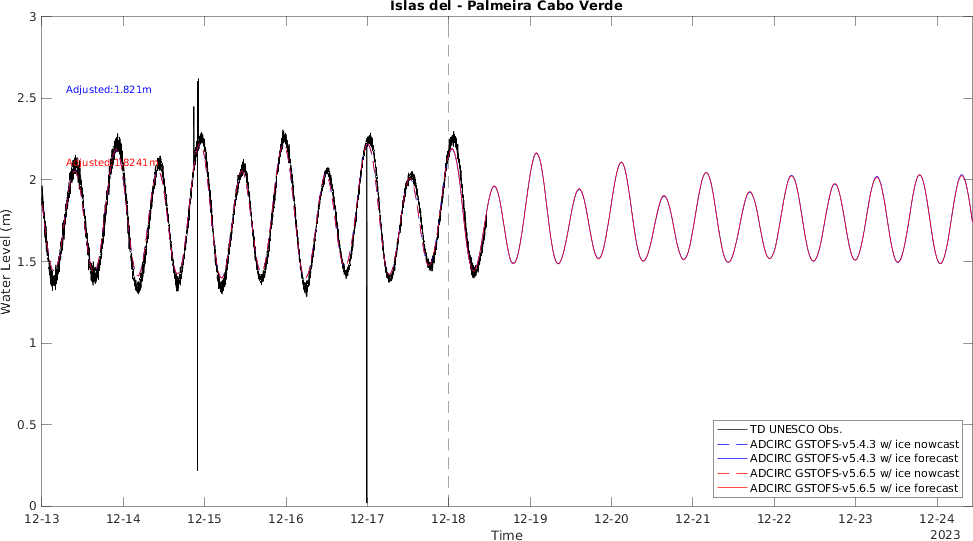 Islas del - Palmeira Cabo Verde
3
2.5
2
1.5
1
0.5
0
Water Level (m)
Adjusted:1.821m
Adjusted:1.8241m
TD UNESCO Obs.
ADCIRC GSTOFS-v5.4.3 w/ ice nowcast
ADCIRC GSTOFS-v5.4.3 w/ ice forecast
ADCIRC GSTOFS-v5.6.5 w/ ice nowcast
ADCIRC GSTOFS-v5.6.5 w/ ice forecast
12-13 12-14 12-15 12-16 12-17 12-18 12-19 12-20 12-21 12-22 12-23 12-24
2023
Time